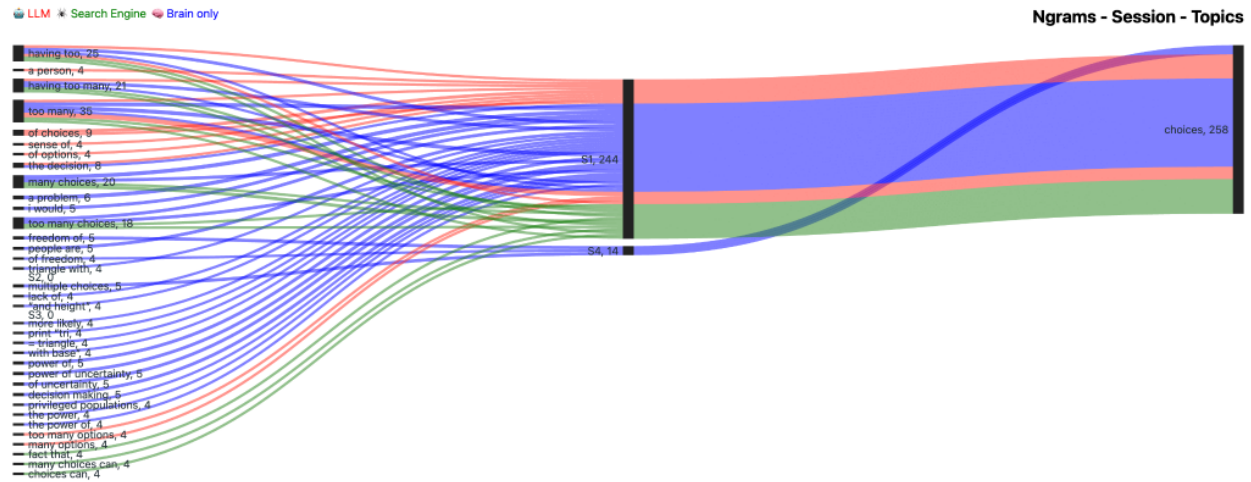 LLM Search Engine Brain only
Ngrams - Session - Topics
having too, 25
a person, 4
having too many, 21
too many, 35
of choices, 9
sense of, 4
of options, 4
the decision, 8
many choices, 20
a problem, 6
i would, 5
too many choices, 18
freedom of, 5
people are, 5
of freedom, 4
triangle with, 4
S2, 0
multiple choices, 5
lack of, 4
"and height", 4
S3, 0
more likely, 4
print "tri, 4
= triangle, 4
with base", 4
power of, 5
power of uncertainty, 5
of uncertainty, 5
decision making, 5
privileged populations, 4
the power, 4
the power of, 4
too many options, 4
many options, 4
fact that, 4
many choices can, 4
choices can, 4
S1, 244
S4, 14
choices, 258